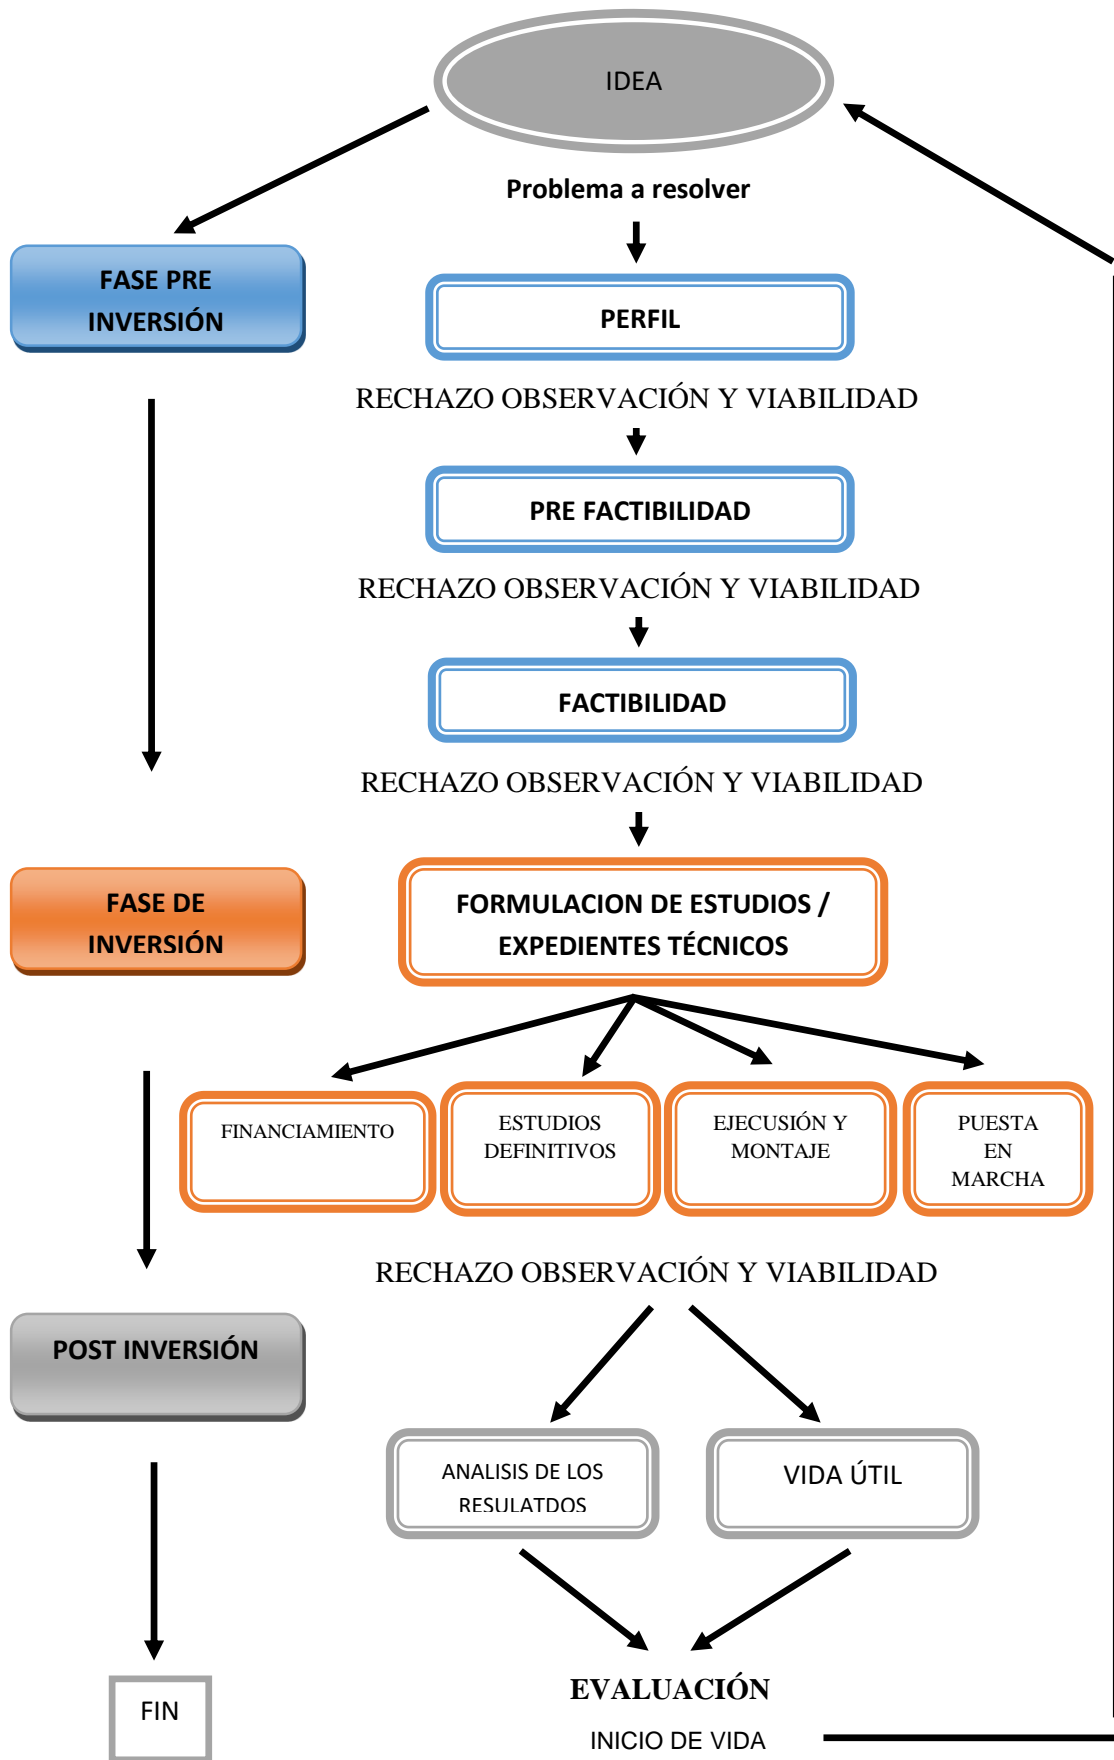 IDEA
Problema a resolver
FASE PRE
INVERSIÓN
PERFIL
RECHAZO OBSERVACIÓN Y VIABILIDAD
PRE FACTIBILIDAD
RECHAZO OBSERVACIÓN Y VIABILIDAD
FACTIBILIDAD
RECHAZO OBSERVACIÓN Y VIABILIDAD
FASE DE
INVERSIÓN
FORMULACION DE ESTUDIOS /
EXPEDIENTES TÉCNICOS
FINANCIAMIENTO
ESTUDIOS
DEFINITIVOS
EJECUSIÓN Y
MONTAJE
PUESTA
EN
MARCHA
RECHAZO OBSERVACIÓN Y VIABILIDAD
POST INVERSIÓN
ANALISIS DE LOS
RESULATDOS
VIDA ÚTIL
EVALUACIÓN
FIN
INICIO DE VIDA